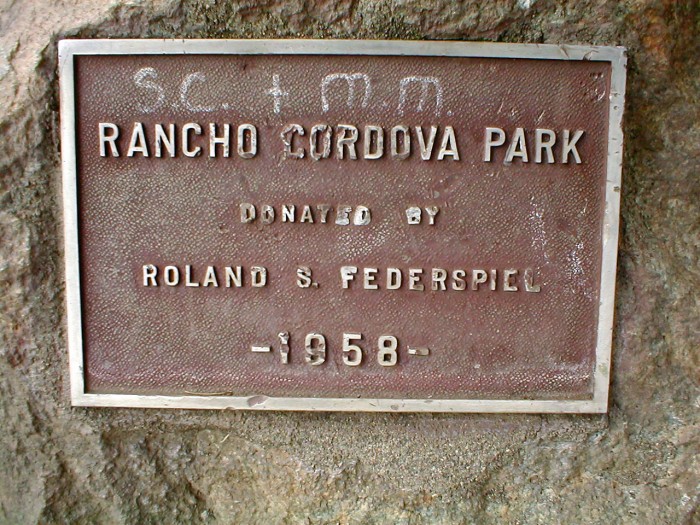 S.C. + M.M.
RANCHO CORDOVA PARK
DONATED BY
ROLAND S. FEDERSPIEL
-1958-